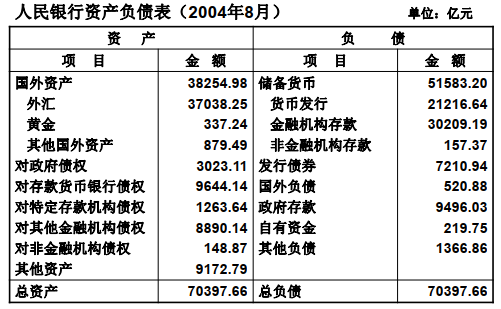 人民银行资产负债表（2004年8月） 单位：亿元
资 产 负 债
项 目 金 额 项 目 金 额
国外资产 38254.98 储备货币 51583.20
外汇 37038.25 货币发行 21216.64
黄金 337.24 金融机构存款 30209.19
其他国外资产 879.49 非金融机构存款 157.37
对政府债权 3023.11 发行债券 7210.94
对存款货币银行债权 9644.14 国外负债 520.88
对特定存款机构债权 1263.64 政府存款 9496.03
对其他金融机构债权 8890.14 自有资金 219.75
对非金融机构债权 148.87 其他负债 1366.86
其他资产 9172.79
总资产 70397.66 总负债 70397.66